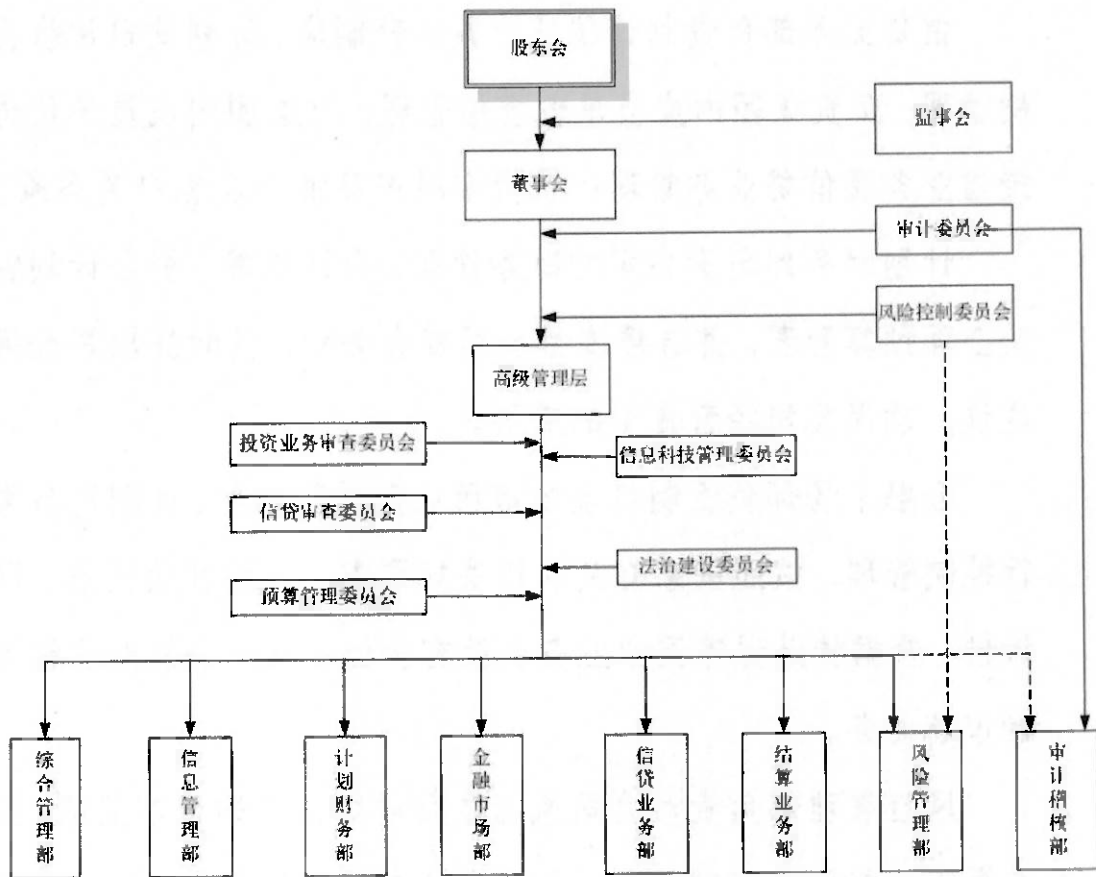 股东会
监事会
董事会
审计委员会
风险控制委员会
高级管理层
投资业务审查委员会
信息科技管理委员会
信贷审查委员会
法治建设委员会
预算管理委员会
综合管理部
信息管理部
计划财务部
金融市场部
信贷业务部
结算业务部
风险管理部
审计稽核部